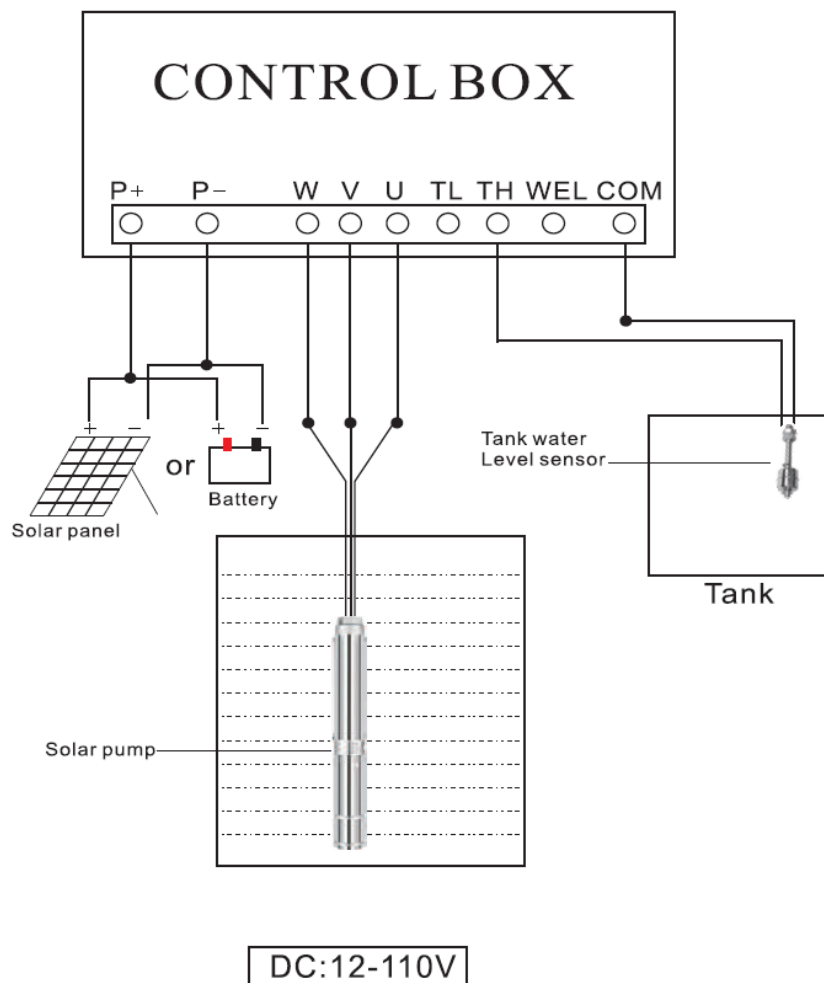 CONTROL BOX
P+ P- W V U TL TH WEL COM
+ - + -
or
Battery
Solar panel
Tank water
Level sensor
Tank
Solar pump
DC:12-110V